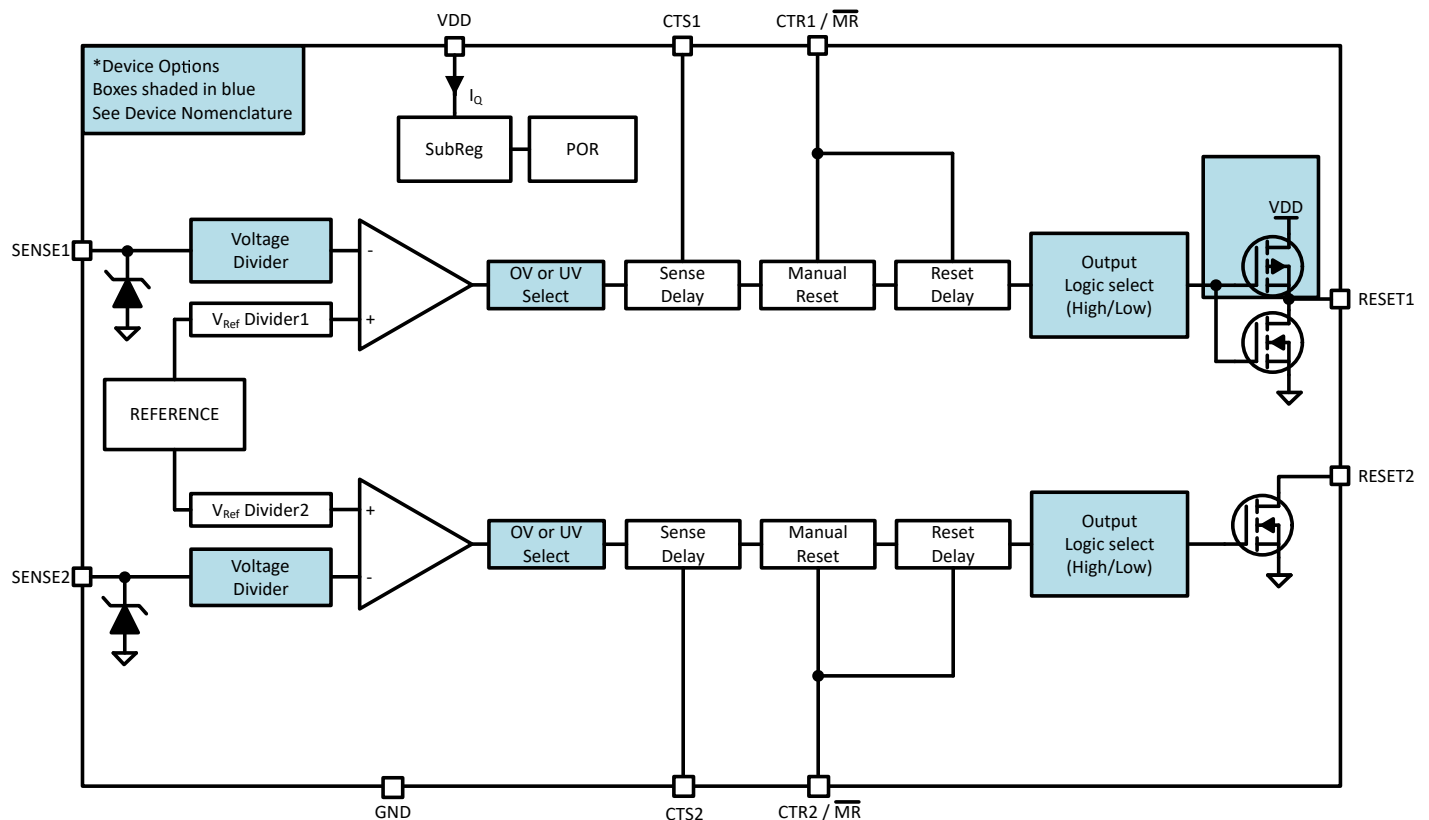 VDD
CTS1
CTR1 / MR
*Device Options
Boxes shaded in blue
See Device Nomenclature
IQ
SubReg
POR
VDD
SENSE1
Voltage
Divider
-
OV or UV
Select
Sense
Delay
Manual
Reset
Reset
Delay
Output
Logic select
(High/Low)
RESET1
VRef Divider1
+
REFERENCE
RESET2
VRef Divider2
+
OV or UV
Select
Sense
Delay
Manual
Reset
Reset
Delay
Output
Logic select
(High/Low)
SENSE2
Voltage
Divider
-
GND
CTS2
CTR2 / MR